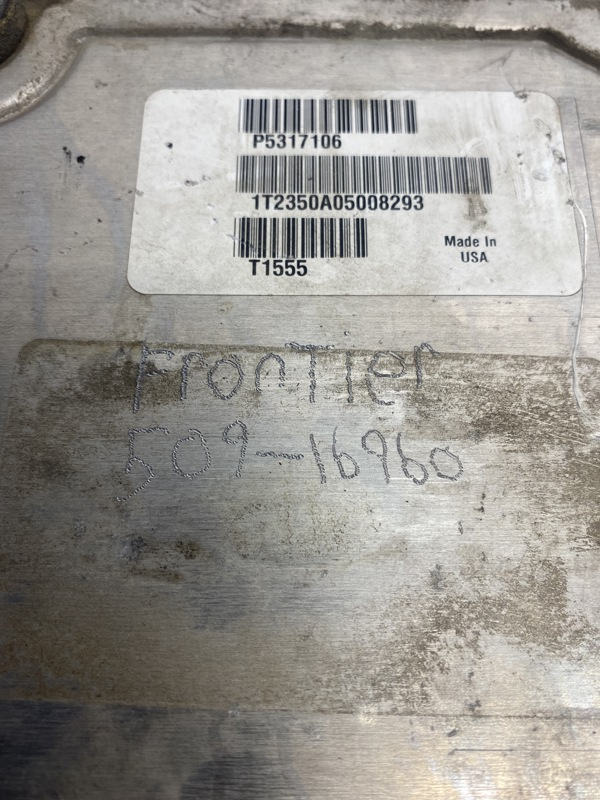 P5317106
1T2350A05008293
T1555
Made In
USA
FronTier
509-16960